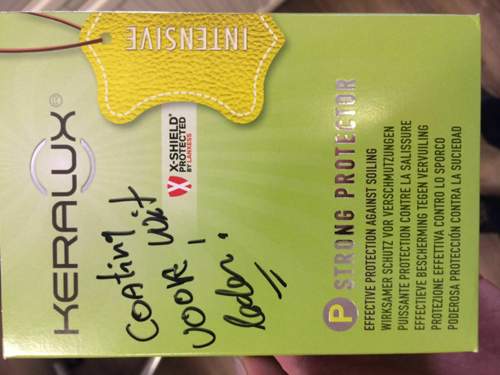 INTENSIVE
KERALUX®
X-SHIELD®
PROTECTED
BY LANXESS
coating
voor wit
leder.
P STRONG PROTECTOR
EFFECTIVE PROTECTION AGAINST SOILING
WIRKSAMER SCHUTZ VOR VERSCHMUTZUNGEN
PUISSANTE PROTECTION CONTRE LA SALISSURE
EFFECTIEVE BESCHERMING TEGEN VERVUILING
PROTEZIONE EFFETTIVA CONTRO LO SPORCO
PODEROSA PROTECCIÓN CONTRA LA SUCIEDAD